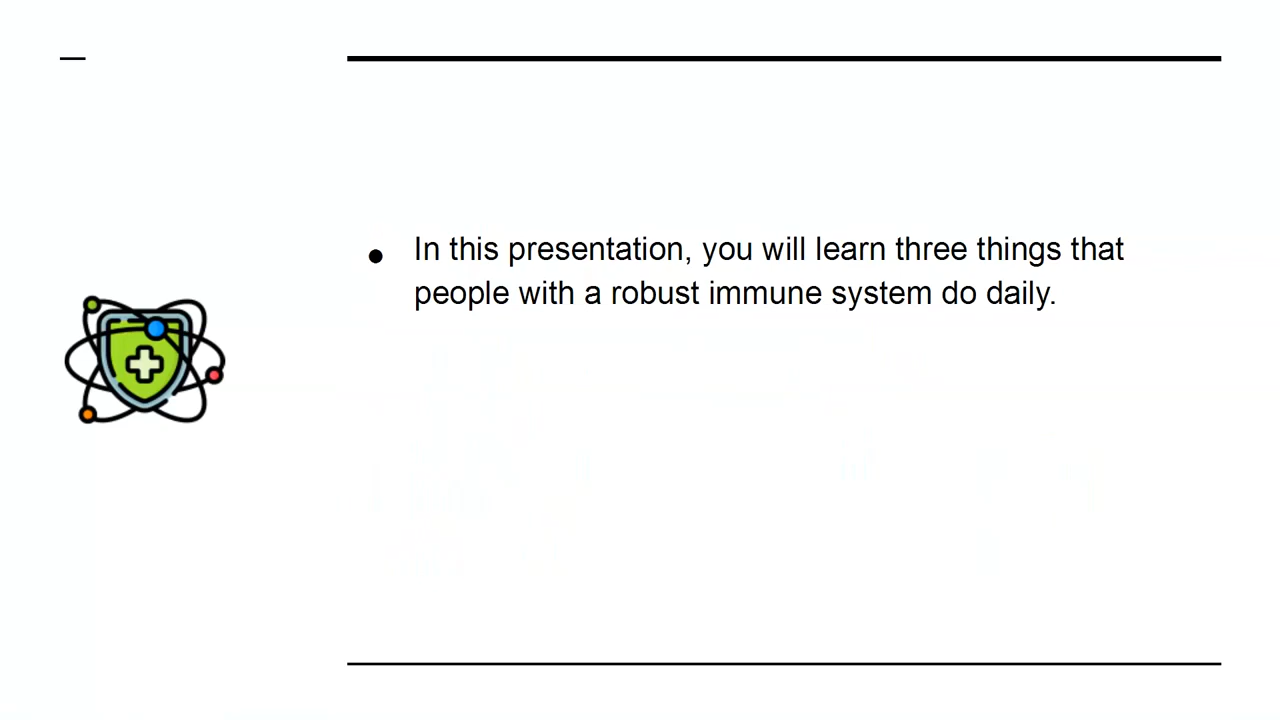 ● In this presentation, you will learn three things that
people with a robust immune system do daily.